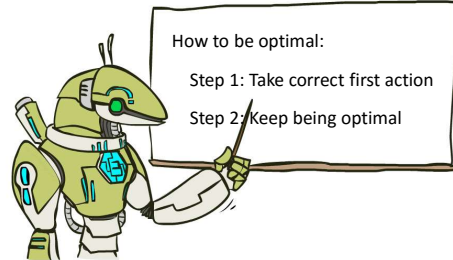 How to be optimal:
Step 1: Take correct first action
Step 2: Keep being optimal